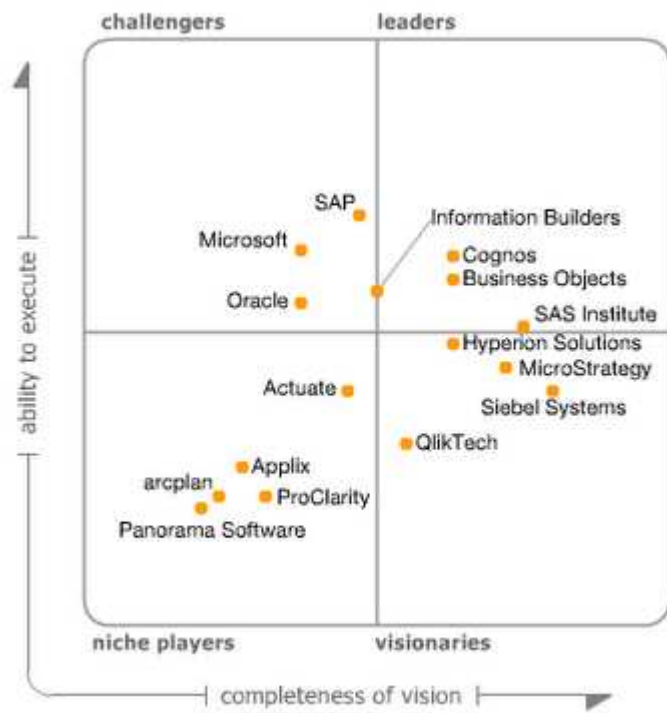 challengers
leaders
SAP
Information Builders
Microsoft
Cognos
Business Objects
Oracle
SAS Institute
Hyperion Solutions
MicroStrategy
Actuate
Siebel Systems
QlikTech
Applix
arcplan
ProClarity
Panorama Software
niche players
visionaries
ability to execute
completeness of vision